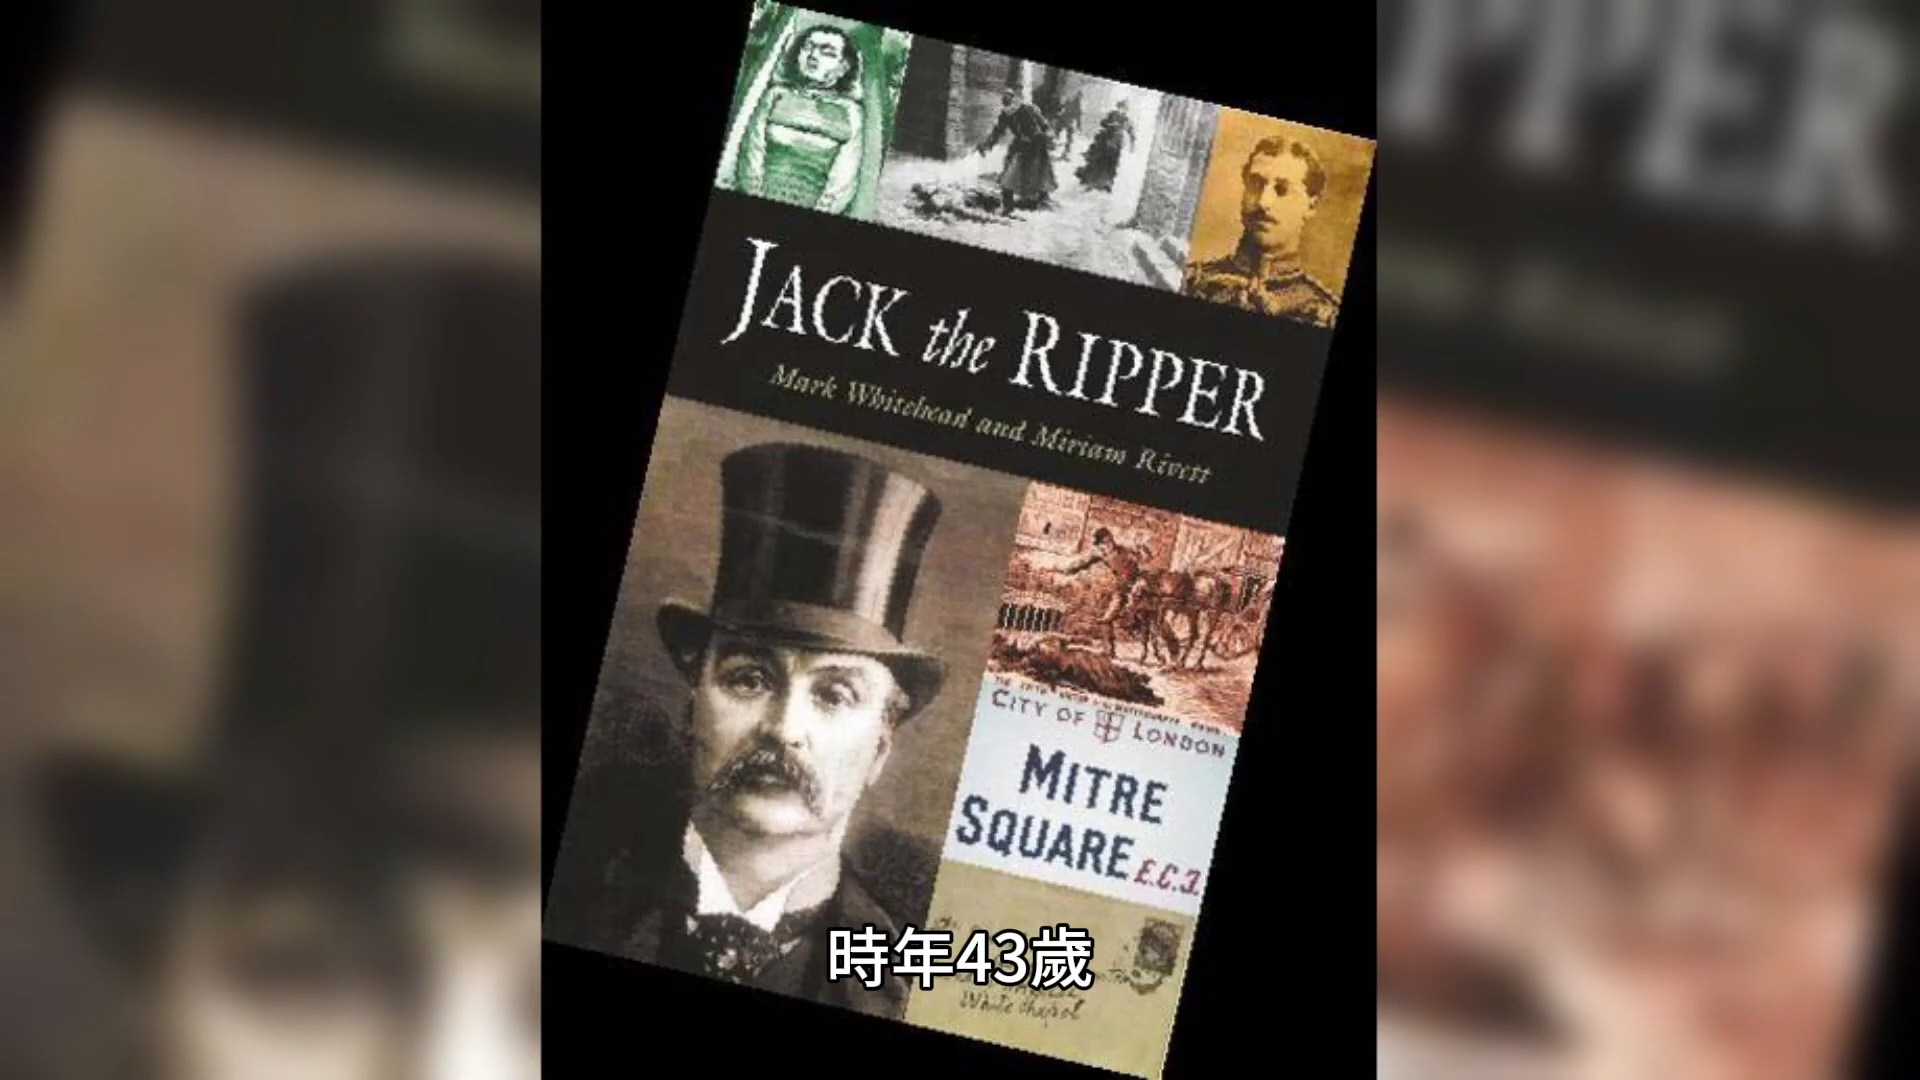 JACK the RIPPER
Mark Whitehead and Miriam Rivett
CITY OF LONDON
MITRE
SQUARE E.C.3.
White Chapel
時年43歲